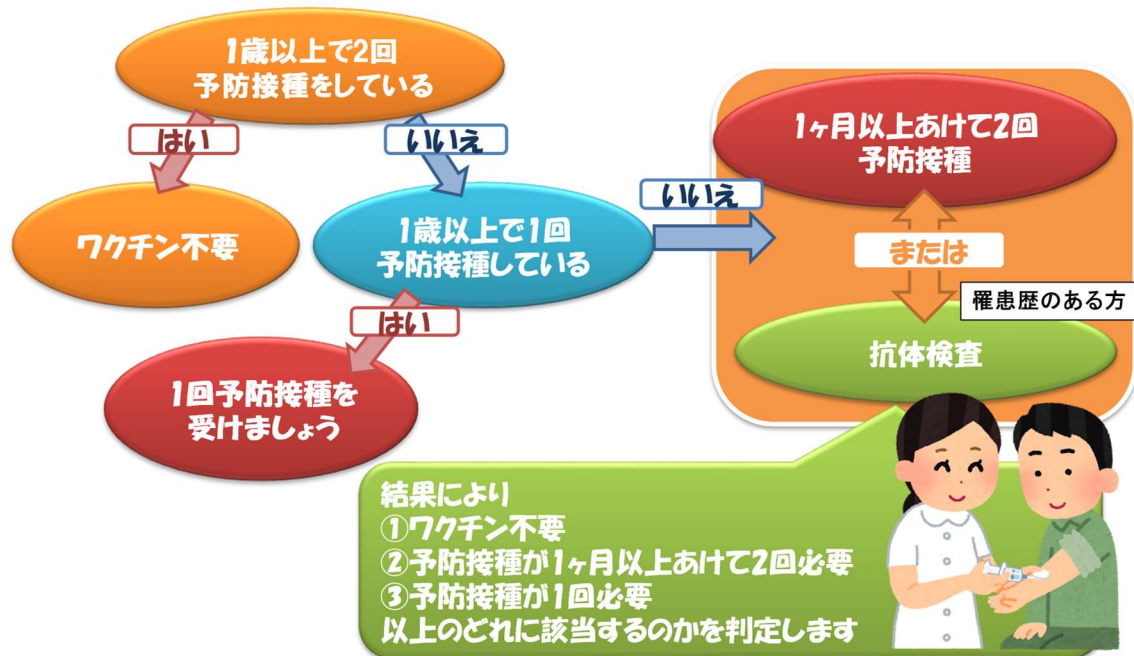 1歳以上で2回
予防接種をしている
はい
いいえ
ワクチン不要
1歳以上で1回
予防接種している
はい
1回予防接種を
受けましょう
いいえ
1ヶ月以上あけて2回
予防接種
または
罹患歴のある方
抗体検査
結果により
①ワクチン不要
②予防接種が1ヶ月以上あけて2回必要
③予防接種が1回必要
以上のどれに該当するのかを判定します